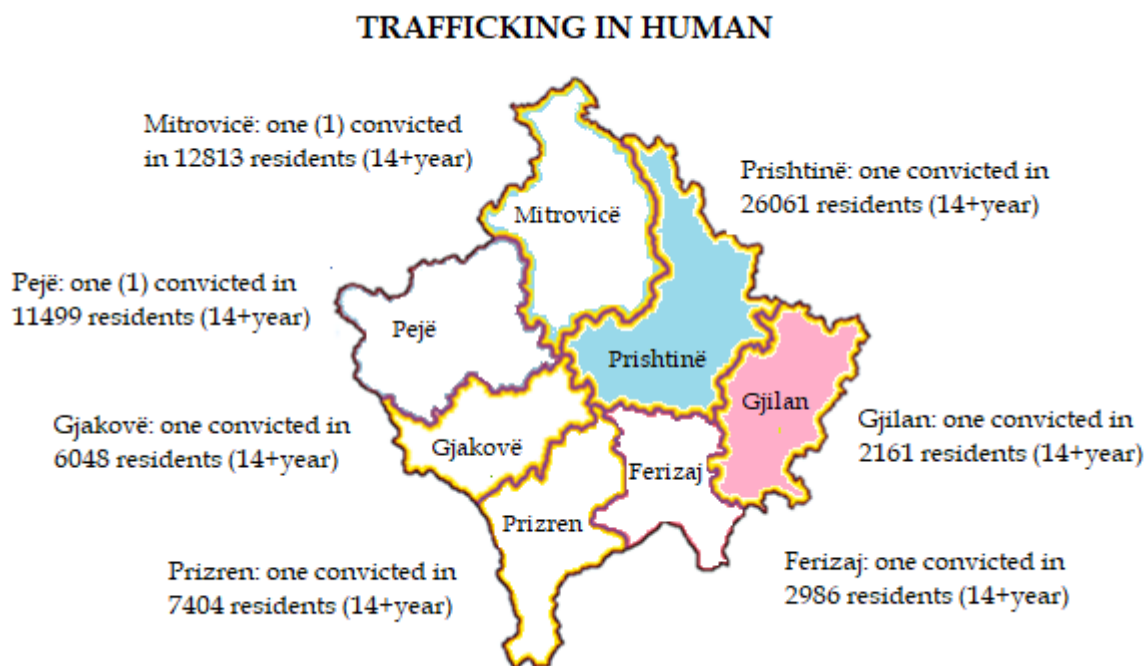 TRAFFICKING IN HUMAN
Mitrovicë: one (1) convicted
in 12813 residents (14+year)
Prishtinë: one convicted in
26061 residents (14+year)
Mitrovicë
Pejë: one (1) convicted in
11499 residents (14+year)
Pejë
Prishtinë
Gjilan
Gjakovë: one convicted in
6048 residents (14+year)
Gjilan: one convicted in
2161 residents (14+year)
Gjakovë
Ferizaj
Prizren
Prizren: one convicted in
7404 residents (14+year)
Ferizaj: one convicted in
2986 residents (14+year)